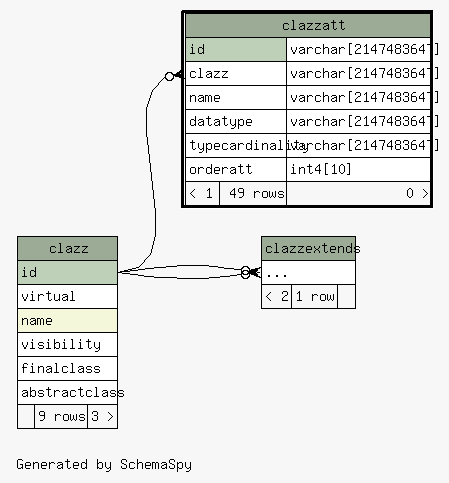 clazzatt
id varchar[2147483647]
clazz varchar[2147483647]
name varchar[2147483647]
datatype varchar[2147483647]
typecardinality varchar[2147483647]
orderatt int4[10]
< 1 49 rows 0 >
clazz
id
virtual
name
visibility
finalclass
abstractclass
9 rows 3 >
clazzextends
...
< 2 1 row
Generated by SchemaSpy